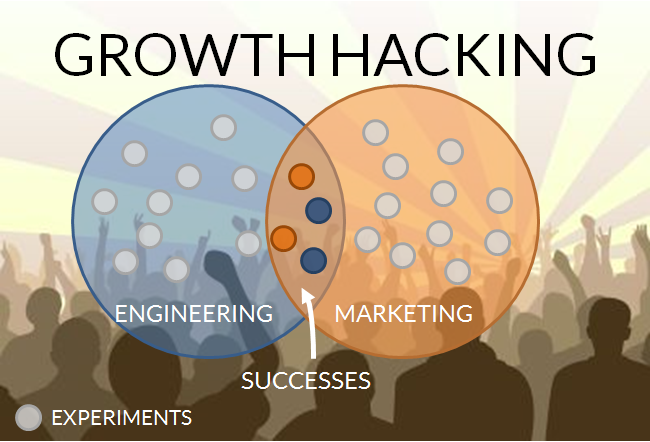 GROWTH HACKING
ENGINEERING
MARKETING
SUCCESSES
EXPERIMENTS